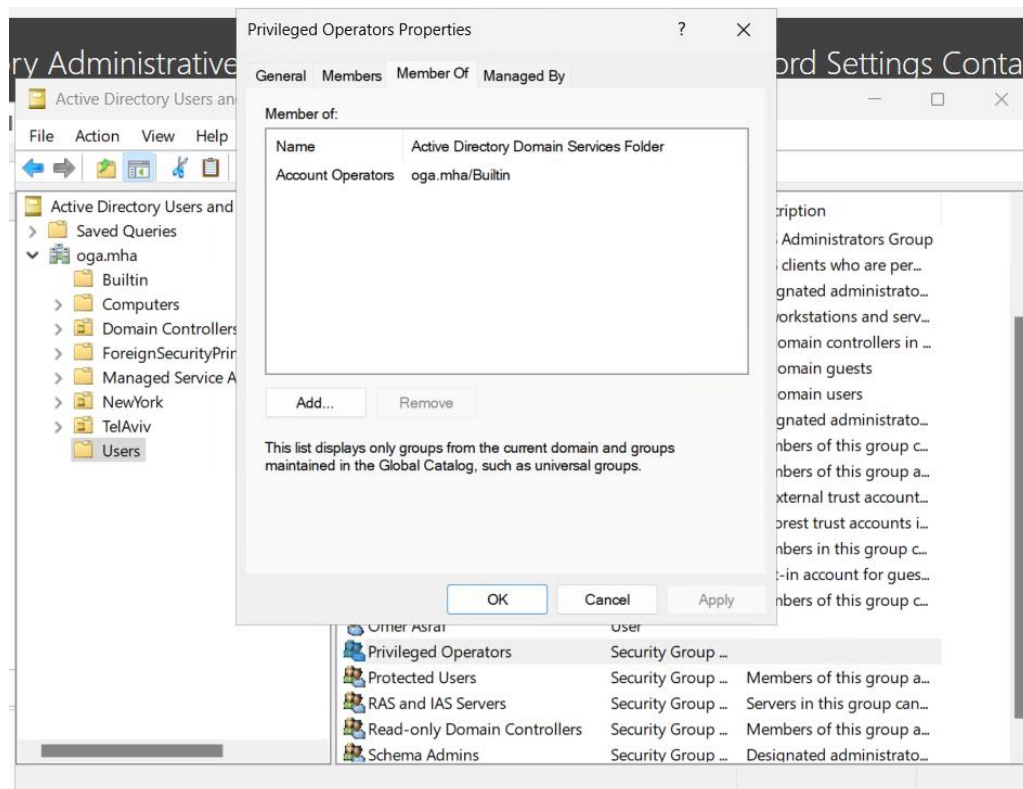 Privileged Operators Properties ?
ry Administrative
ord Settings Conta
General Members Member Of Managed By
Active Directory Users an
Member of:
File Action View Help
Name Active Directory Domain Services Folder
Account Operators oga.mha/Builtin
Active Directory Users and
Saved Queries
oga.mha
Builtin
Computers
Domain Controllers
ForeignSecurityPrin
Managed Service A
NewYork
TelAviv
Users
Add... Remove
This list displays only groups from the current domain and groups
maintained in the Global Catalog, such as universal groups.
OK Cancel Apply
cription
Administrators Group
clients who are per...
gnated administrato...
orkstations and serv...
omain controllers in ...
omain guests
omain users
gnated administrato...
mbers of this group c...
mbers of this group a...
xternal trust account...
orest trust accounts i...
mbers in this group c...
t-in account for gues...
mbers of this group c...
Omer Asraf User
Privileged Operators Security Group ...
Protected Users Security Group ... Members of this group a...
RAS and IAS Servers Security Group ... Servers in this group can...
Read-only Domain Controllers Security Group ... Members of this group a...
Schema Admins Security Group ... Designated administrato...